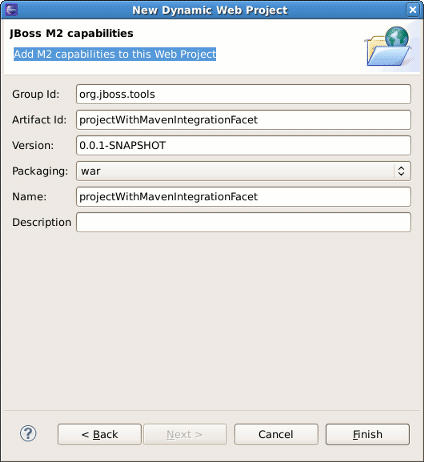 New Dynamic Web Project
JBoss M2 capabilities
Add M2 capabilities to this Web Project
Group Id: org.jboss.tools
Artifact Id: projectWithMavenIntegrationFacet
Version: 0.0.1-SNAPSHOT
Packaging: war
Name: projectWithMavenIntegrationFacet
Description
? < Back Next > Cancel Finish